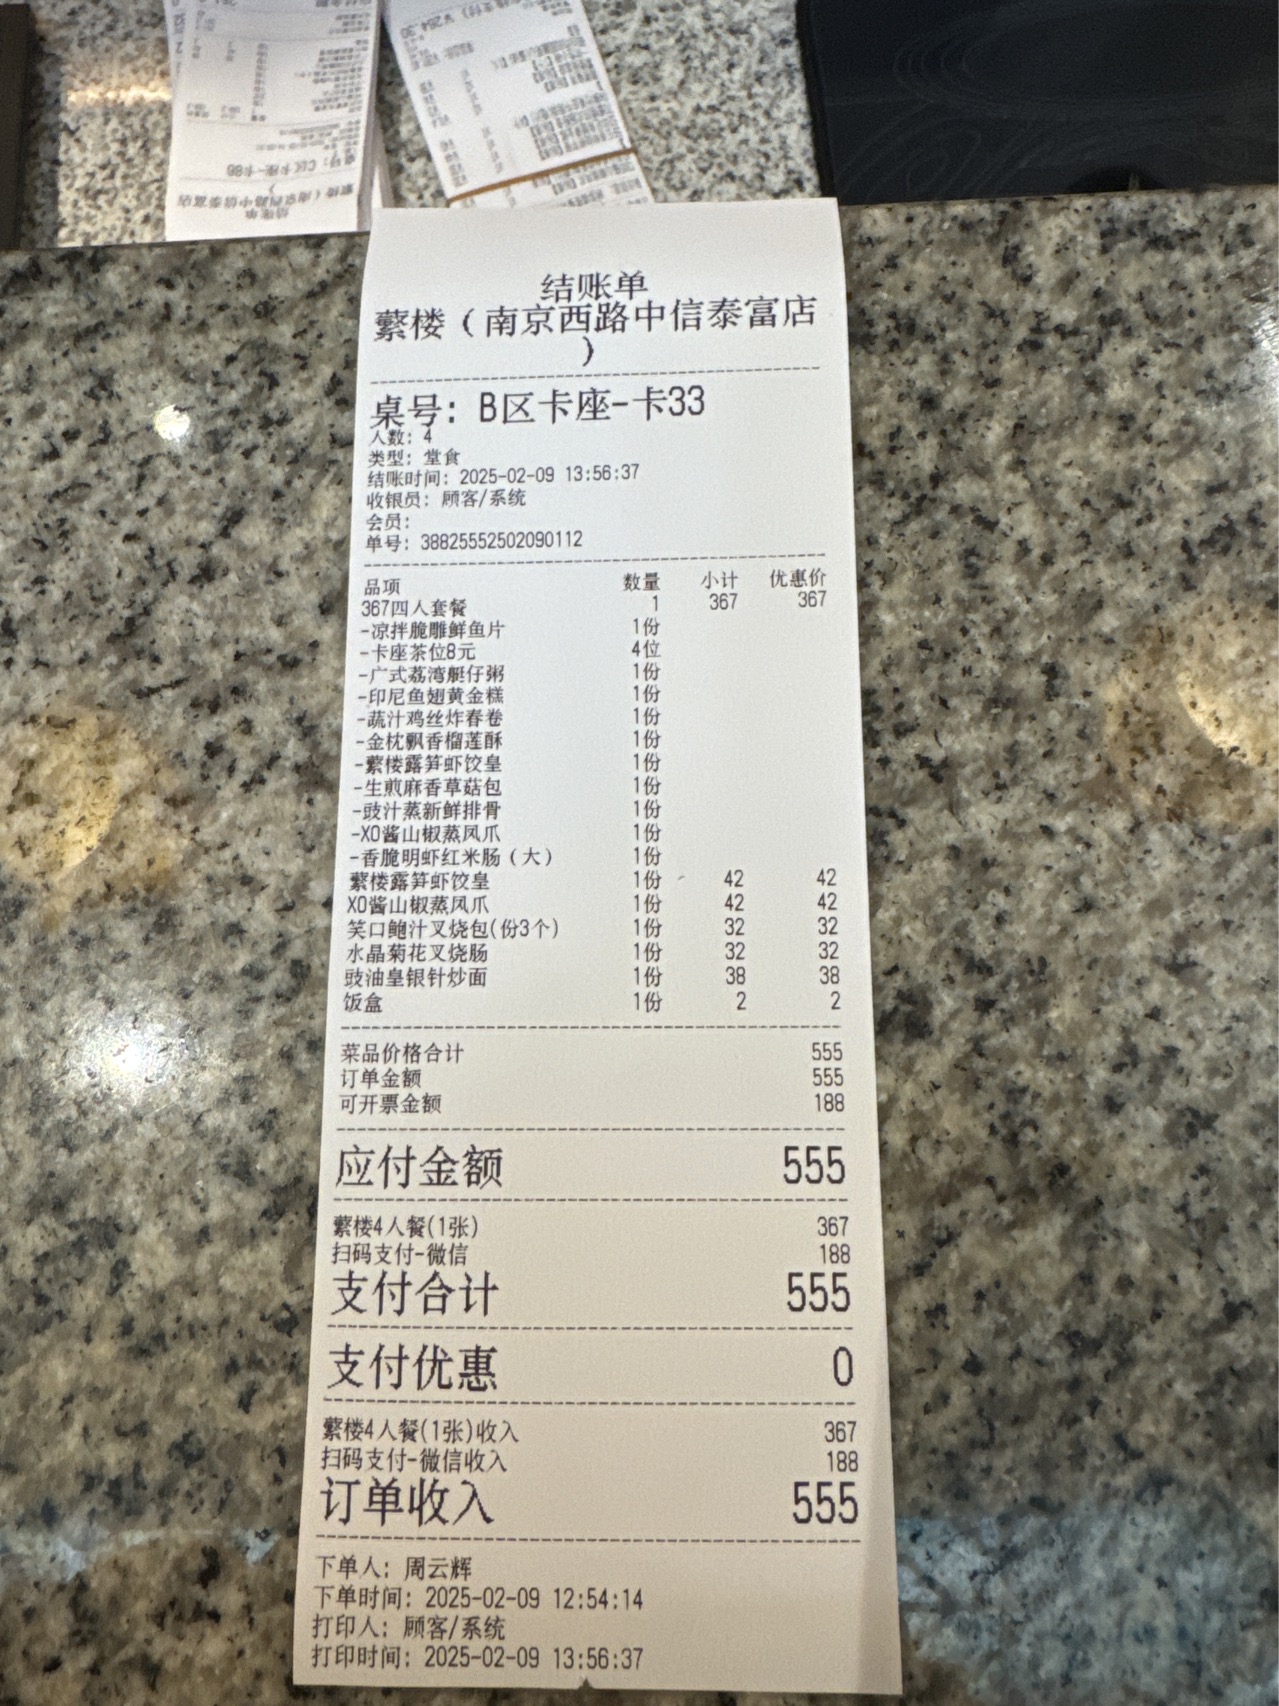 结账单
蘩楼（南京西路中信泰富店
）
桌号: B区卡座-卡33
人数: 4
类型: 堂食
结账时间: 2025-02-09 13:56:37
收银员: 顾客/系统
会员:
单号: 38825552502090112
品项 数量 小计 优惠价
367四人套餐 1 367 367
-凉拌脆雕鲜鱼片 1份
-卡座茶位8元 4位
-广式荔湾艇仔粥 1份
-印尼鱼翅黄金糕 1份
-蔬汁鸡丝炸春卷 1份
-金枕飘香榴莲酥 1份
-蘩楼露笋虾饺皇 1份
-生煎麻香草菇包 1份
-豉汁蒸新鲜排骨 1份
-XO酱山椒蒸凤爪 1份
-香脆明虾红米肠（大） 1份
蘩楼露笋虾饺皇 1份 42 42
XO酱山椒蒸凤爪 1份 42 42
笑口鲍汁叉烧包(份3个) 1份 32 32
水晶菊花叉烧肠 1份 32 32
豉油皇银针炒面 1份 38 38
饭盒 1份 2 2
菜品价格合计 555
订单金额 555
可开票金额 188
应付金额 555
蘩楼4人餐(1张) 367
扫码支付-微信 188
支付合计 555
支付优惠 0
蘩楼4人餐(1张)收入 367
扫码支付-微信收入 188
订单收入 555
下单人: 周云辉
下单时间: 2025-02-09 12:54:14
打印人: 顾客/系统
打印时间: 2025-02-09 13:56:37